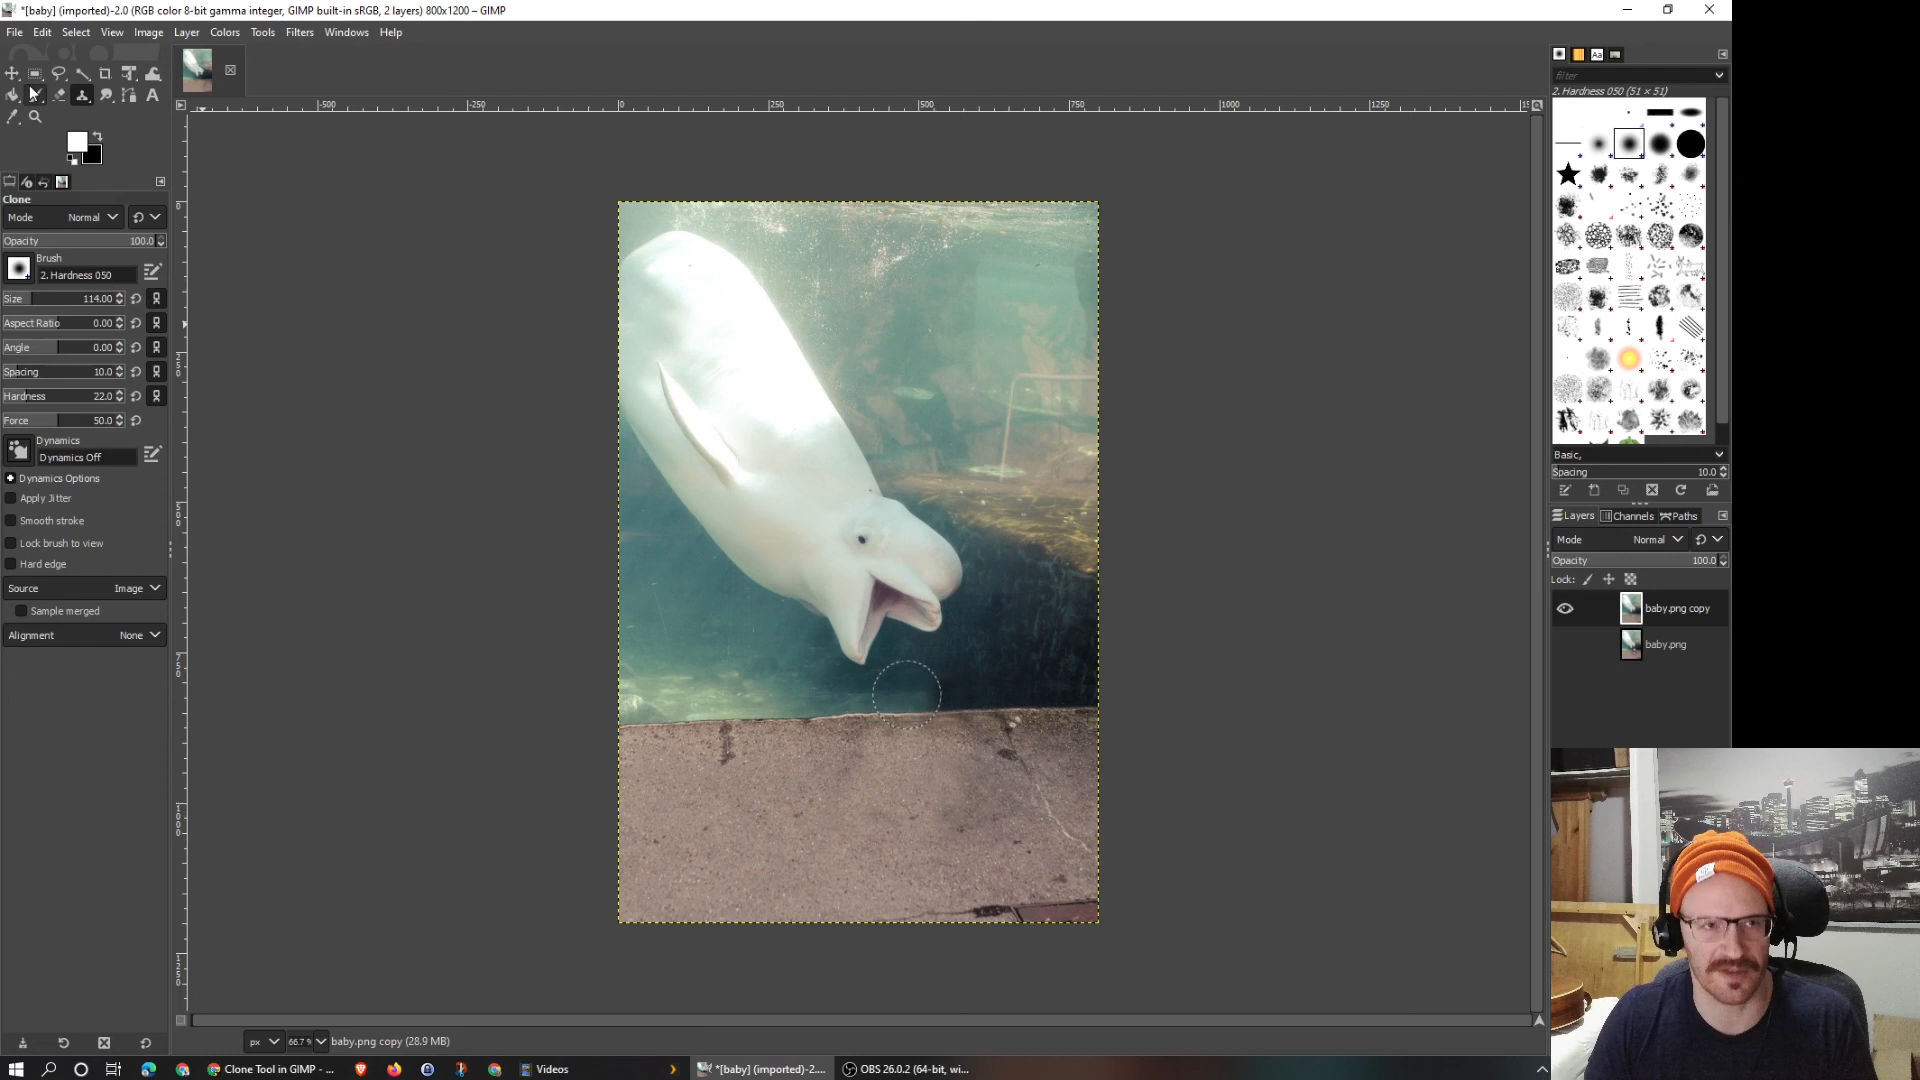 *[baby] (imported)-2.0 (RGB color 8-bit gamma integer, GIMP built-in sRGB, 2 layers) 800x1200 – GIMP
File Edit Select View Image Layer Colors Tools Filters Windows Help
Clone
Mode Normal
Opacity 100.0
Brush
2. Hardness 050
Size 114.00
Aspect Ratio 0.00
Angle 0.00
Spacing 10.0
Hardness 22.0
Force 50.0
Dynamics
Dynamics Off
Dynamics Options
Apply Jitter
Smooth stroke
Lock brush to view
Hard edge
Source Image
Sample merged
Alignment None
-500 -250 0 250 500 750 1000 1250
0
250
500
750
1000
1250
px 66.7 % baby.png copy (28.9 MB)
filter
2. Hardness 050 (51 × 51)
Basic,
Spacing 10.0
Layers Channels Paths
Mode Normal
Opacity 100.0
Lock:
baby.png copy
baby.png
Clone Tool in GIMP - ... Videos *[baby] (imported)-2.... OBS 26.0.2 (64-bit, wi...